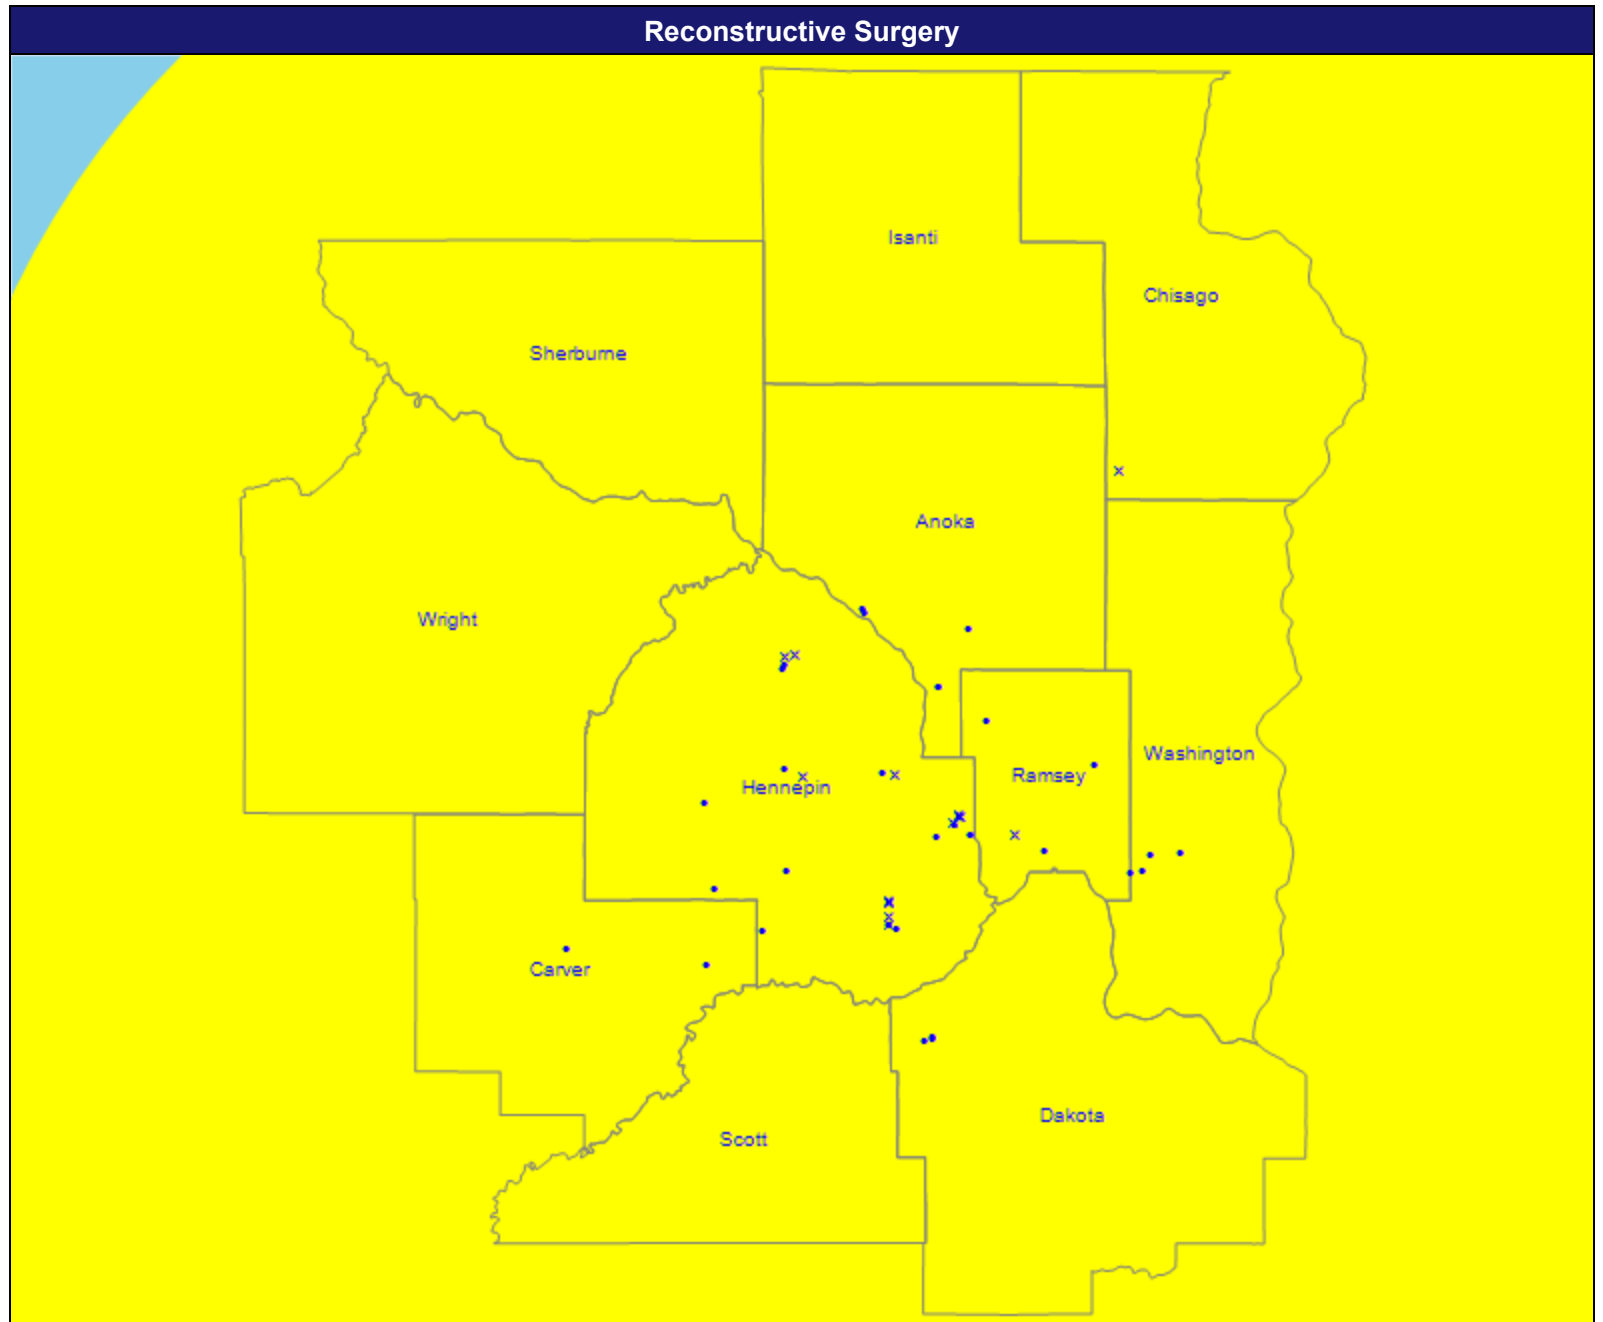 Reconstructive Surgery
Isanti
Chisago
Sherburne
Anoka
Wright
Washington
Ramsey
Hennepin
Carver
Dakota
Scott